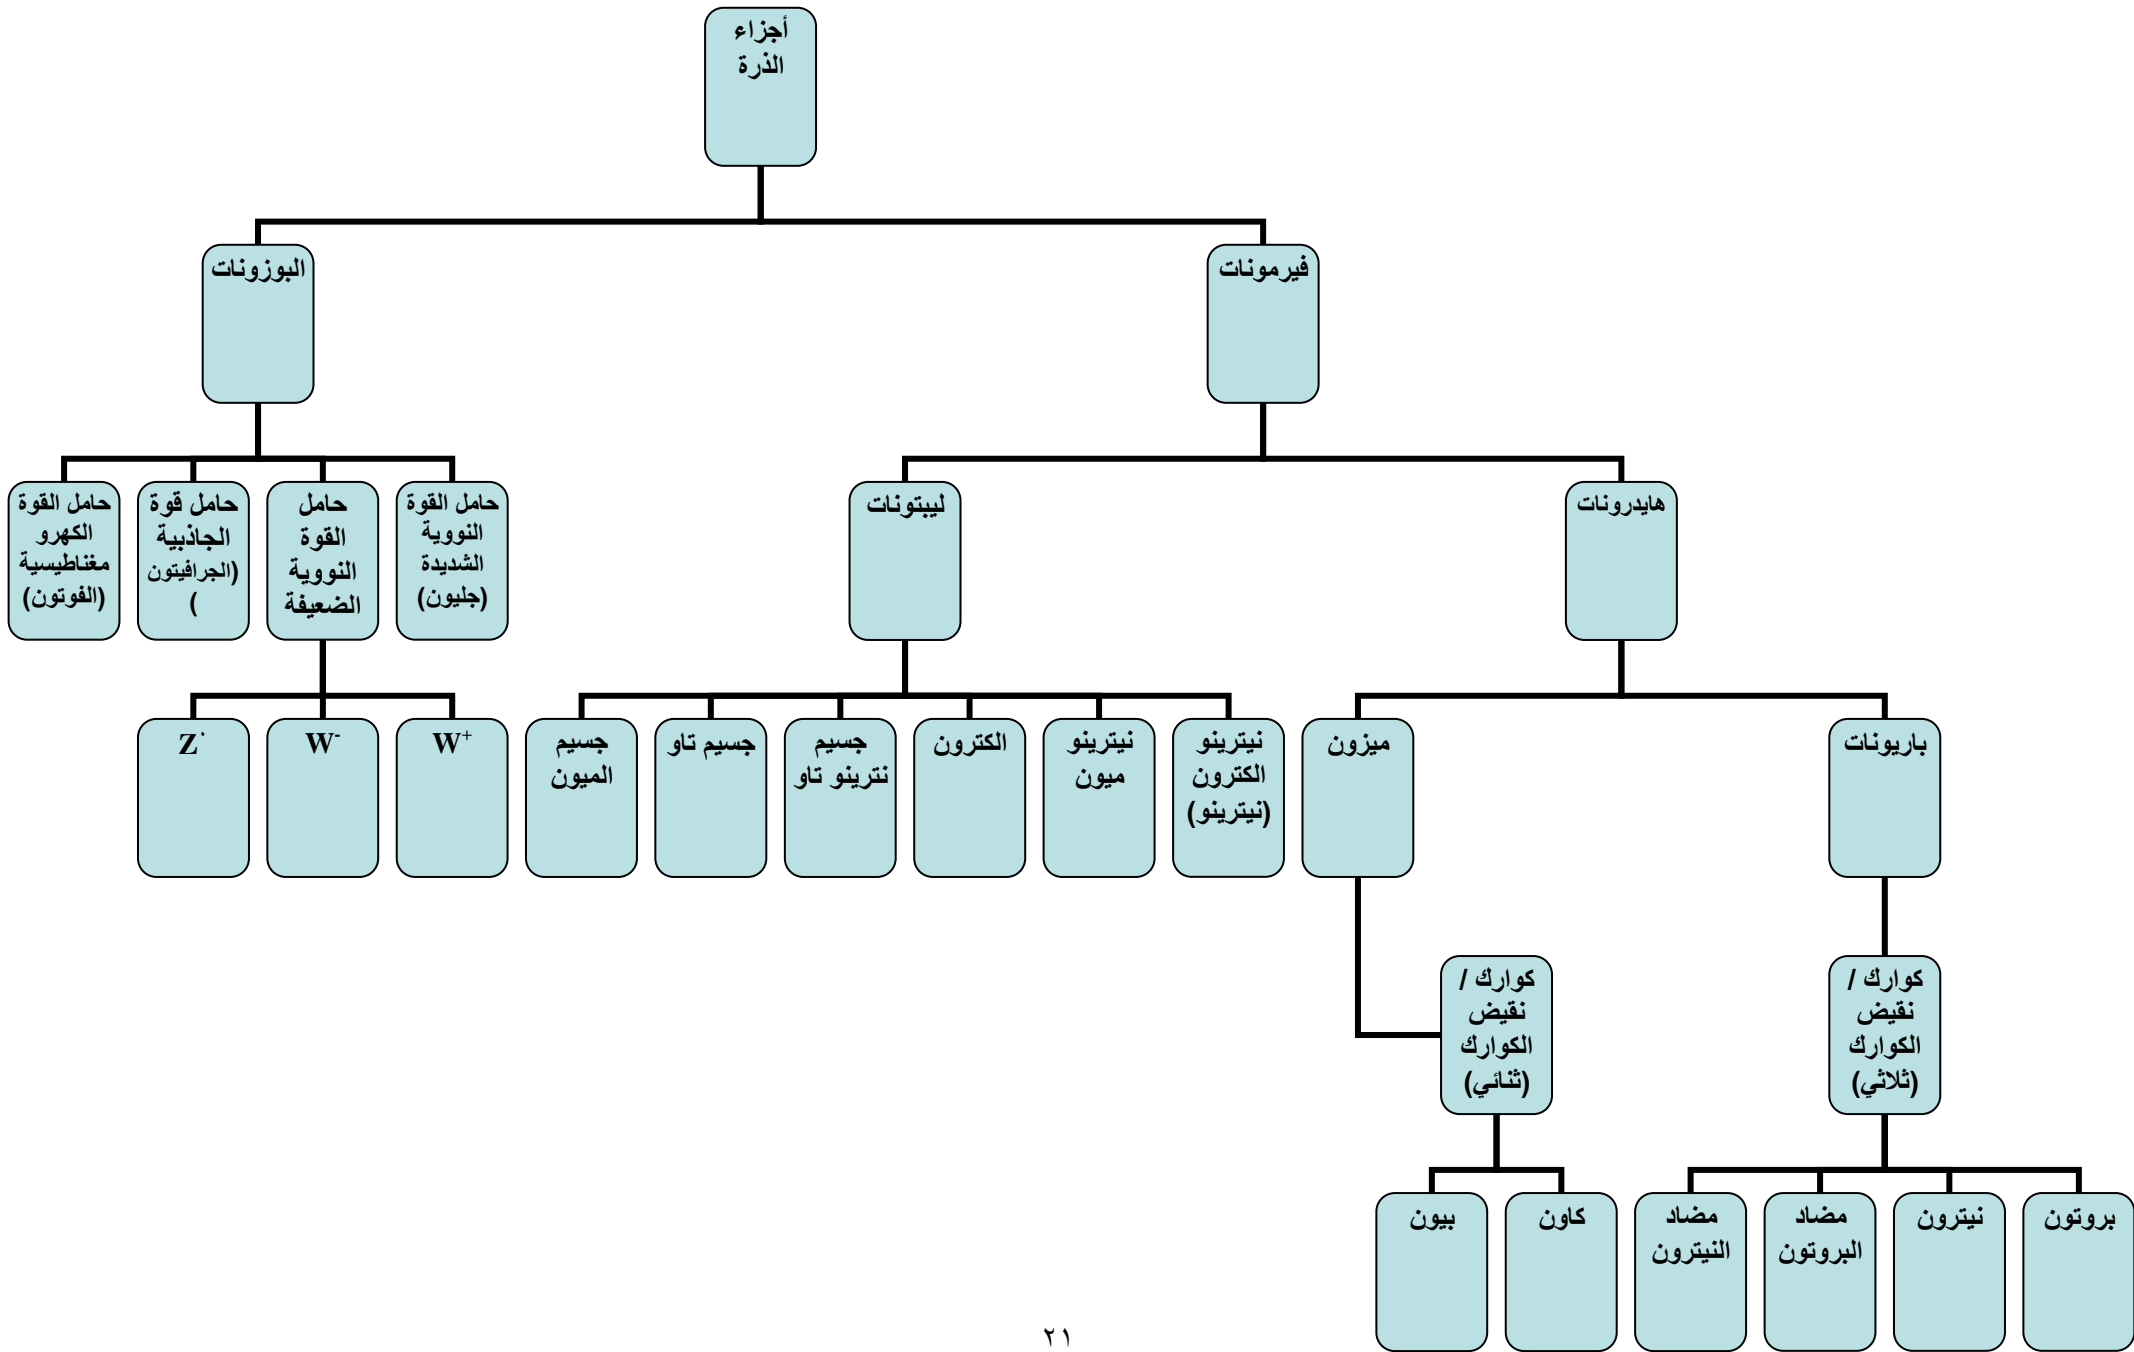 أجزاء
الذرة
فيرمونات
البوزونات
هايدرونات
ليبتونات
حامل القوة
النووية
الشديدة
(جليون)
حامل
القوة
النووية
الضعيفة
حامل قوة
الجاذبية
(الجرافيتون
)
حامل القوة
الكهرو
مغناطيسية
(الفوتون)
باريونات
ميزون
نيترينو
الكترون
(نيترينو)
نيترينو
ميون
الكترون
جسيم
نترينو تاو
جسيم تاو
جسيم
الميون
W+
W-
Z٠
كوارك /
نقيض
الكوارك
(ثلاثي)
كوارك /
نقيض
الكوارك
(ثنائي)
بروتون
نيترون
مضاد
البروتون
مضاد
النيترون
كاون
بيون
٢١